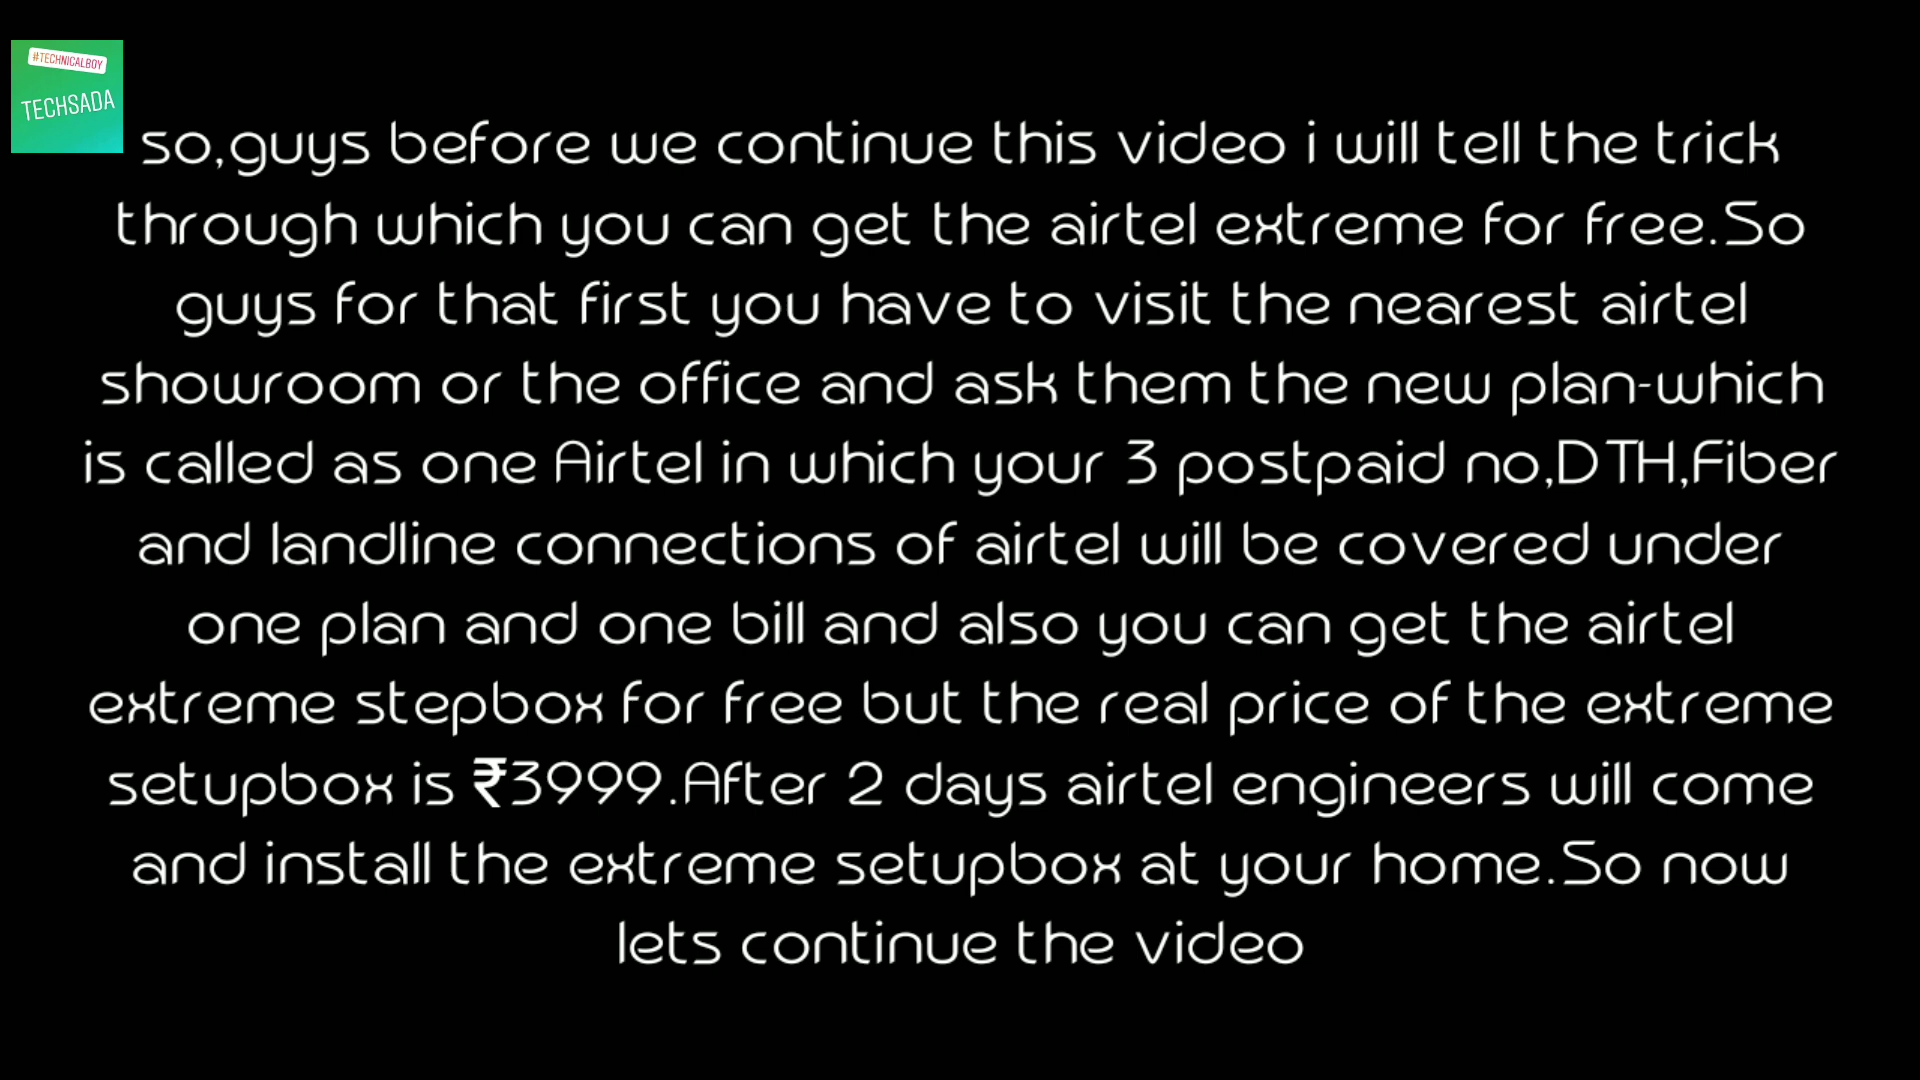 #TECHNICALBOY
TECHSADA
so,guys before we continue this video i will tell the trick
through which you can get the airtel extreme for free.So
guys for that first you have to visit the nearest airtel
showroom or the office and ask them the new plan-which
is called as one Airtel in which your 3 postpaid no,DTH,Fiber
and landline connections of airtel will be covered under
one plan and one bill and also you can get the airtel
extreme stepbox for free but the real price of the extreme
setupbox is ₹3999.After 2 days airtel engineers will come
and install the extreme setupbox at your home.So now
lets continue the video